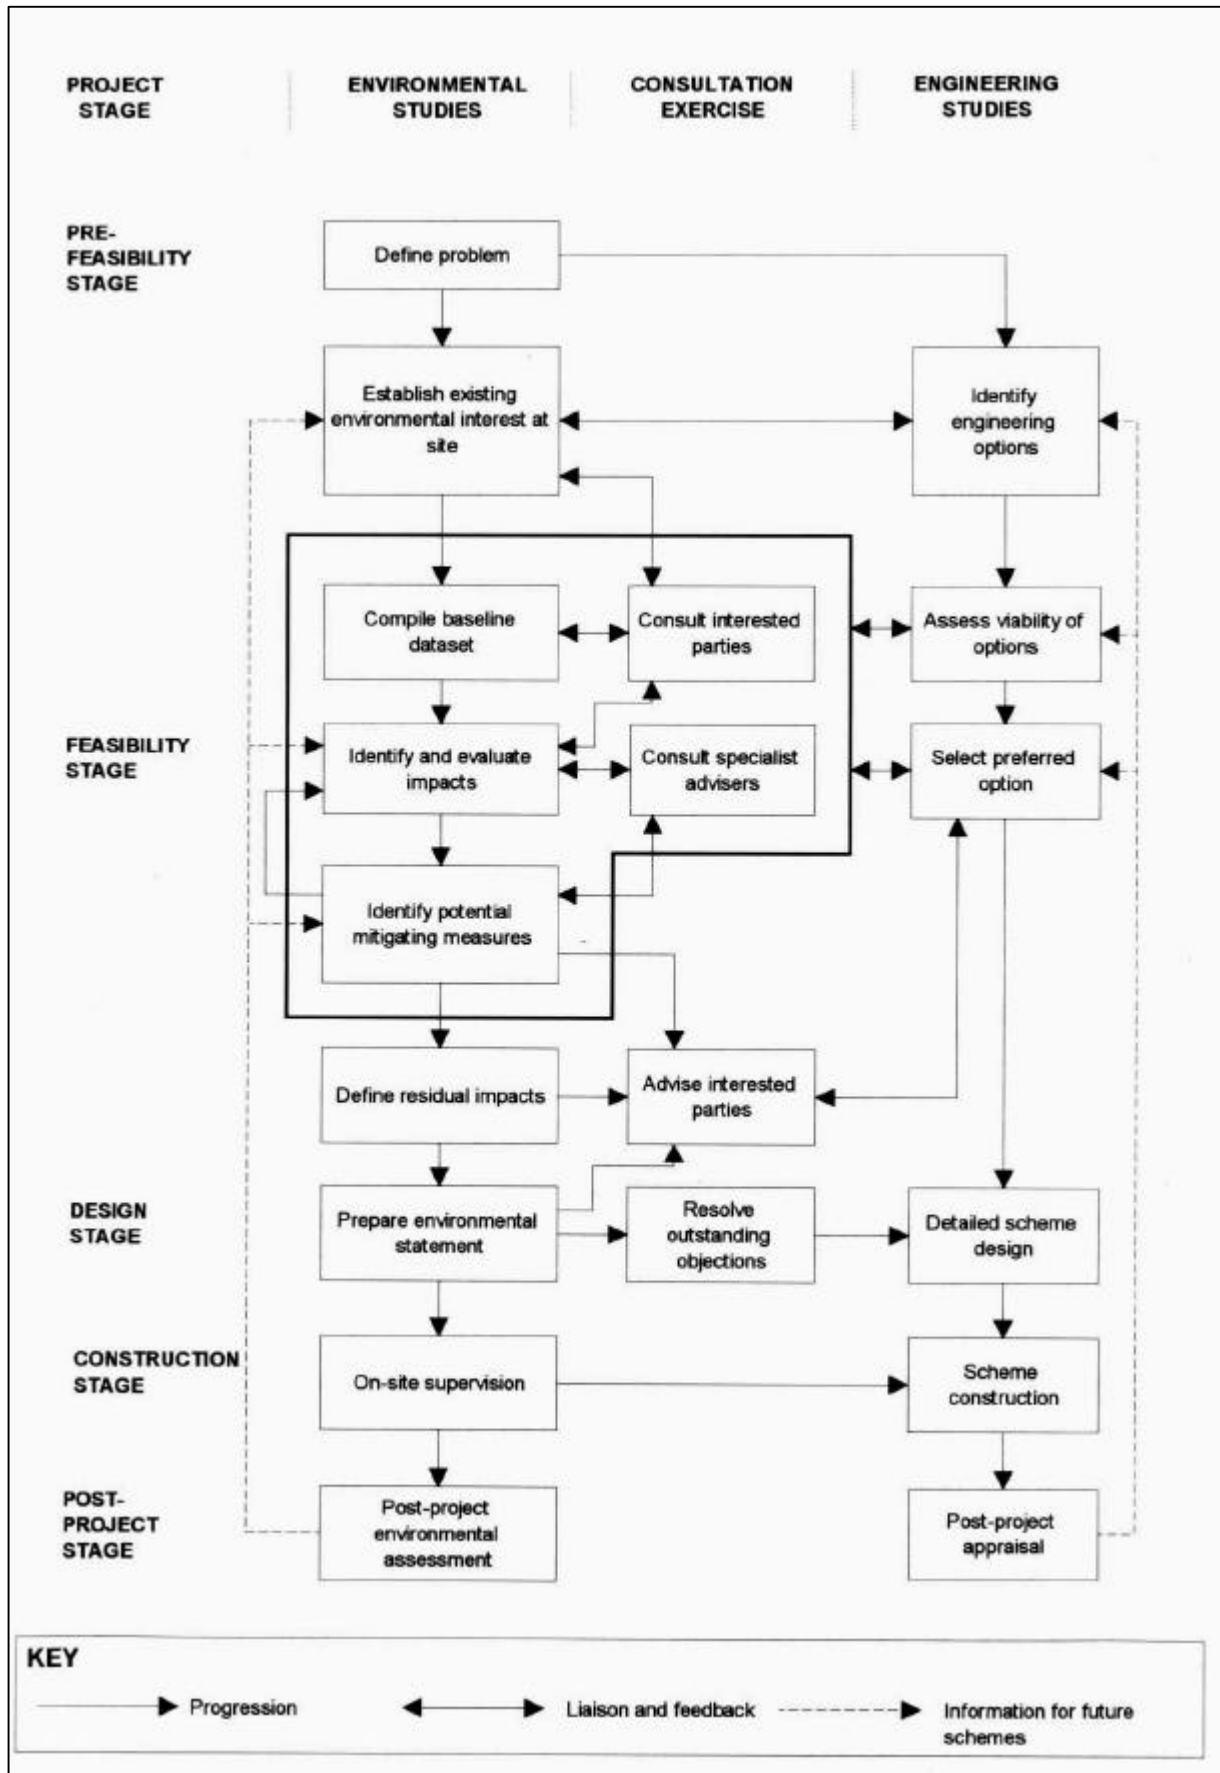 PROJECT
STAGE
ENVIRONMENTAL
STUDIES
CONSULTATION
EXERCISE
ENGINEERING
STUDIES
PRE-
FEASIBILITY
STAGE
Define problem
Establish existing
environmental interest at
site
Identify
engineering
options
Compile baseline
dataset
Consult interested
parties
Assess viability of
options
FEASIBILITY
STAGE
Identify and evaluate
impacts
Consult specialist
advisers
Select preferred
option
Identify potential
mitigating measures
Define residual impacts
Advise interested
parties
DESIGN
STAGE
Prepare environmental
statement
Resolve
outstanding
objections
Detailed scheme
design
CONSTRUCTION
STAGE
On-site supervision
Scheme
construction
POST-
PROJECT
STAGE
Post-project
environmental
assessment
Post-project
appraisal
KEY
Progression
Liaison and feedback
Information for future
schemes